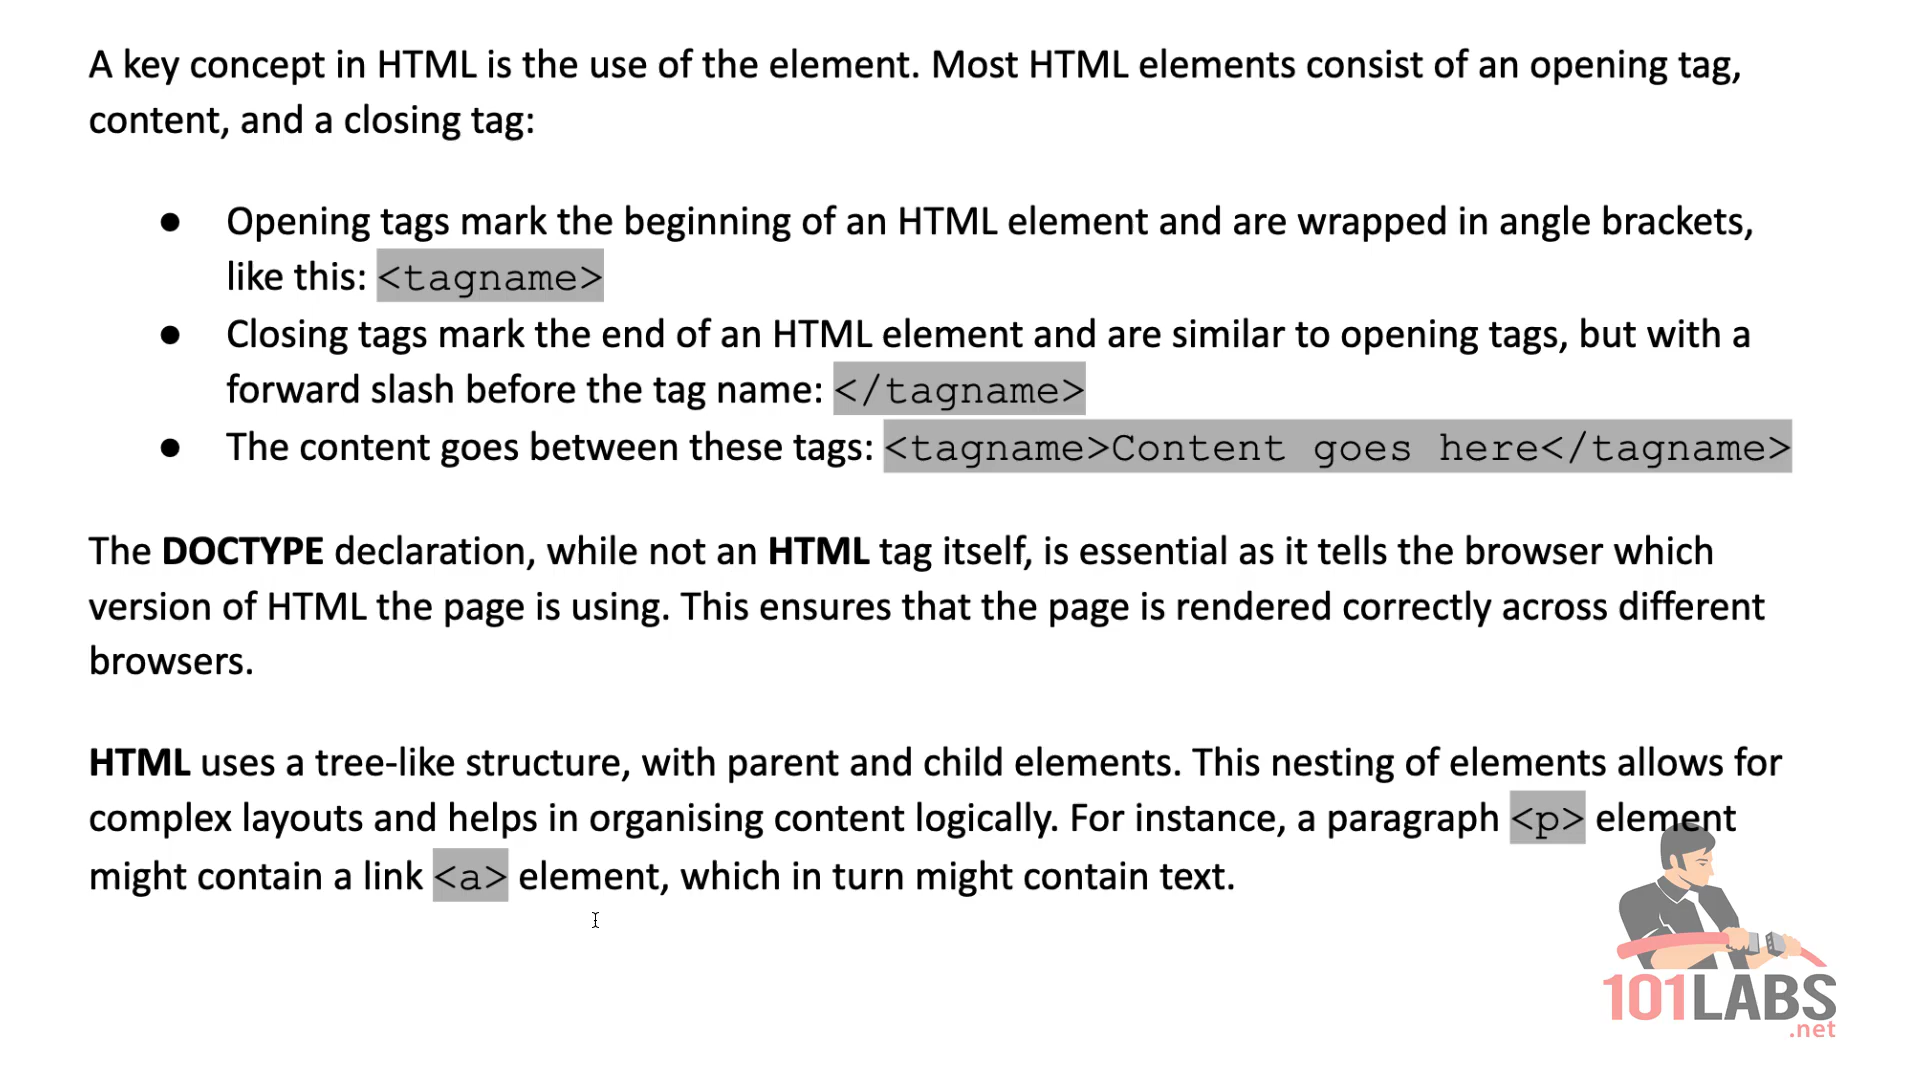 A key concept in HTML is the use of the element. Most HTML elements consist of an opening tag,
content, and a closing tag:
● Opening tags mark the beginning of an HTML element and are wrapped in angle brackets,
like this: <tagname>
● Closing tags mark the end of an HTML element and are similar to opening tags, but with a
forward slash before the tag name: </tagname>
● The content goes between these tags: <tagname>Content goes here</tagname>
The DOCTYPE declaration, while not an HTML tag itself, is essential as it tells the browser which
version of HTML the page is using. This ensures that the page is rendered correctly across different
browsers.
HTML uses a tree-like structure, with parent and child elements. This nesting of elements allows for
complex layouts and helps in organising content logically. For instance, a paragraph <p> element
might contain a link <a> element, which in turn might contain text.
101LABS
.net